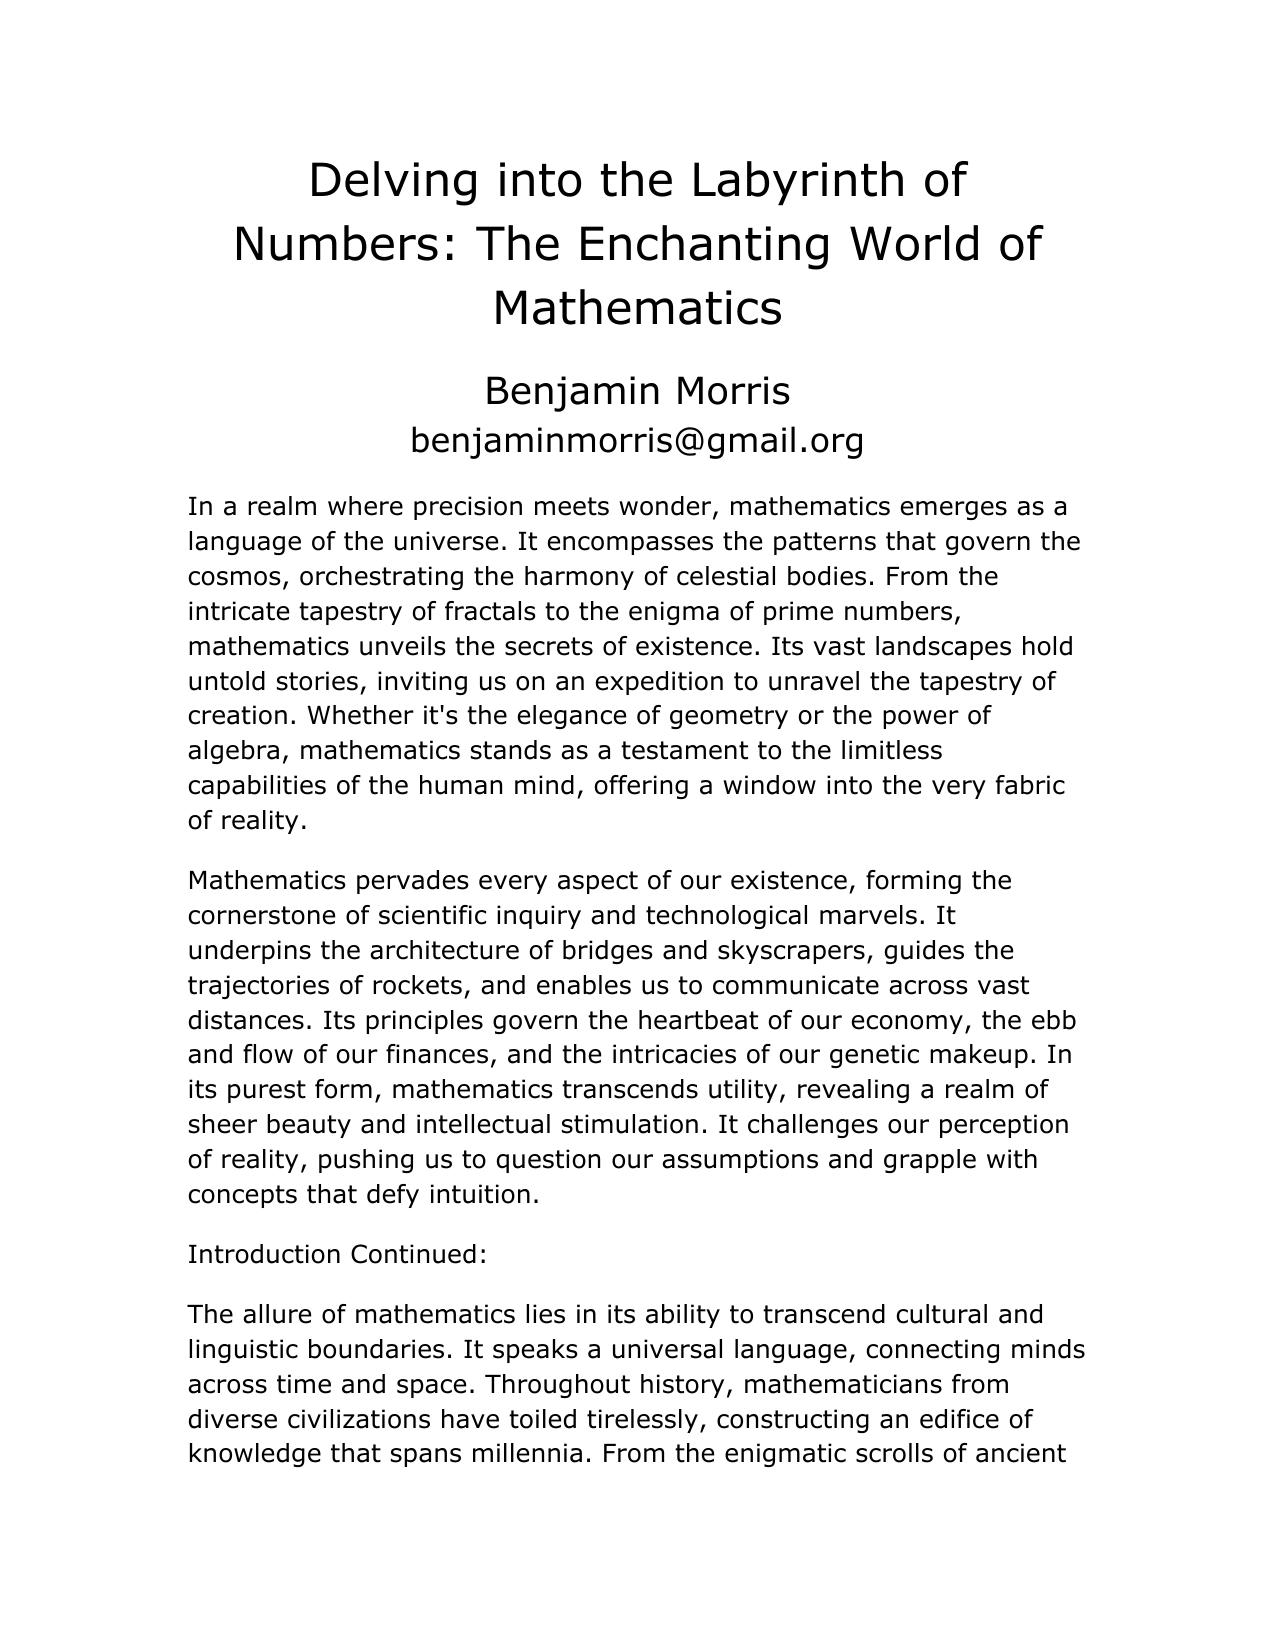 Delving into the Labyrinth of
Numbers: The Enchanting World of
Mathematics
Benjamin Morris
benjaminmorris@gmail.org
In a realm where precision meets wonder, mathematics emerges as a
language of the universe. It encompasses the patterns that govern the
cosmos, orchestrating the harmony of celestial bodies. From the
intricate tapestry of fractals to the enigma of prime numbers,
mathematics unveils the secrets of existence. Its vast landscapes hold
untold stories, inviting us on an expedition to unravel the tapestry of
creation. Whether it's the elegance of geometry or the power of
algebra, mathematics stands as a testament to the limitless
capabilities of the human mind, offering a window into the very fabric
of reality.
Mathematics pervades every aspect of our existence, forming the
cornerstone of scientific inquiry and technological marvels. It
underpins the architecture of bridges and skyscrapers, guides the
trajectories of rockets, and enables us to communicate across vast
distances. Its principles govern the heartbeat of our economy, the ebb
and flow of our finances, and the intricacies of our genetic makeup. In
its purest form, mathematics transcends utility, revealing a realm of
sheer beauty and intellectual stimulation. It challenges our perception
of reality, pushing us to question our assumptions and grapple with
concepts that defy intuition.
Introduction Continued:
The allure of mathematics lies in its ability to transcend cultural and
linguistic boundaries. It speaks a universal language, connecting minds
across time and space. Throughout history, mathematicians from
diverse civilizations have toiled tirelessly, constructing an edifice of
knowledge that spans millennia. From the enigmatic scrolls of ancient